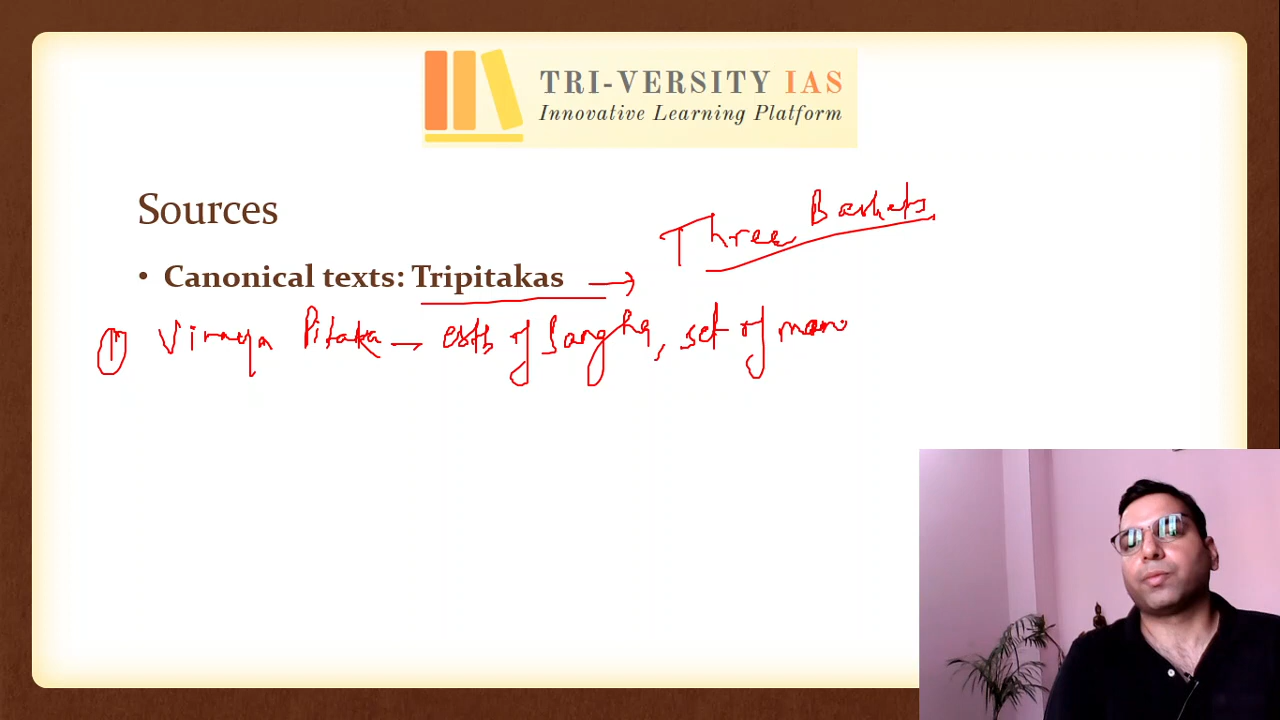 TRI-VERSITY IAS
Innovative Learning Platform
Sources
Three Baskets
• Canonical texts: Tripitakas →
① Vinaya Pitaka — estb of Sangha, set of